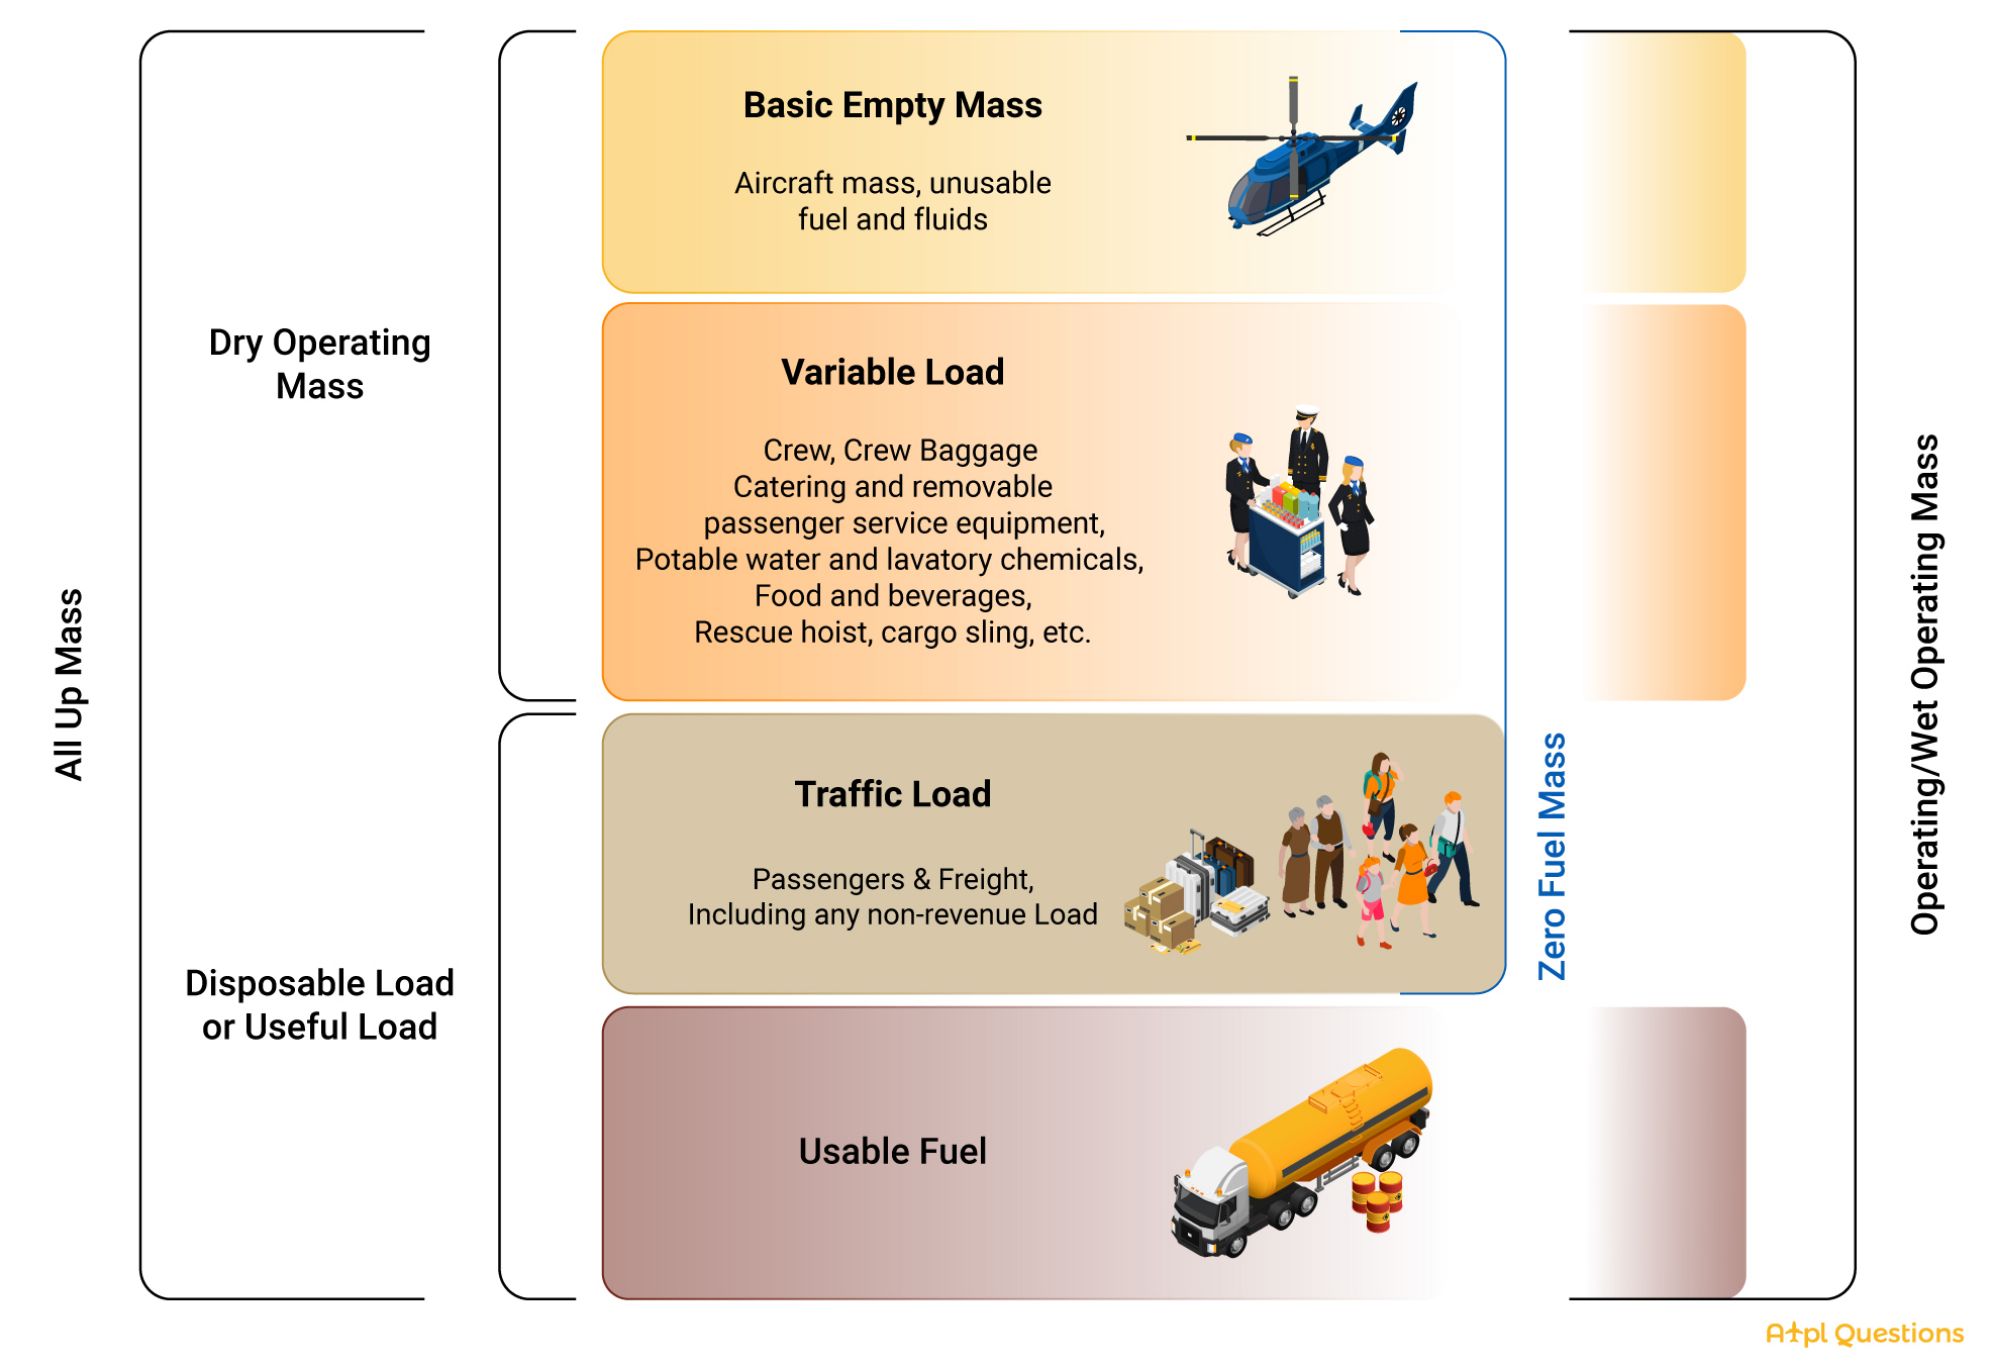 Basic Empty Mass
Aircraft mass, unusable
fuel and fluids
Dry Operating
Mass
Variable Load
Crew, Crew Baggage
Catering and removable
passenger service equipment,
Potable water and lavatory chemicals,
Food and beverages,
Rescue hoist, cargo sling, etc.
All Up Mass
Traffic Load
Passengers & Freight,
Including any non-revenue Load
Zero Fuel Mass
Operating/Wet Operating Mass
Disposable Load
or Useful Load
Usable Fuel
Atpl Questions